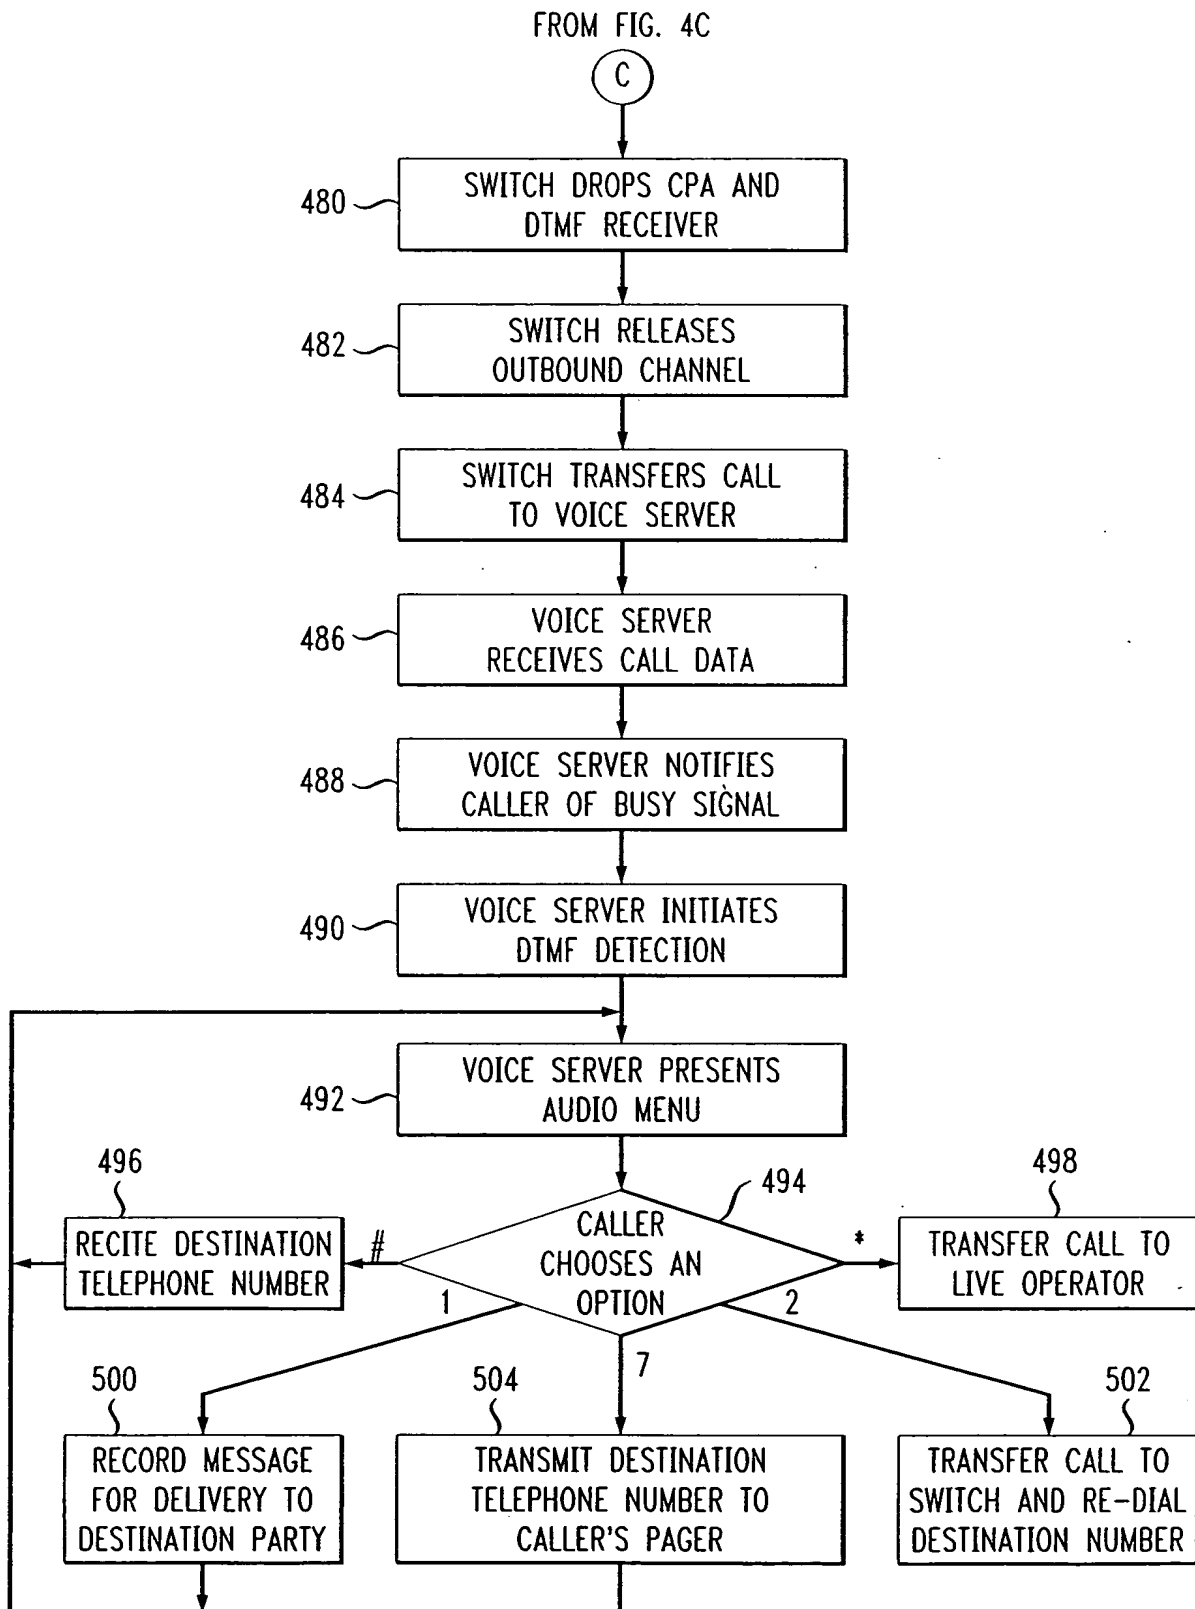 FROM FIG. 4C
C
480
SWITCH DROPS CPA AND
DTMF RECEIVER
482
SWITCH RELEASES
OUTBOUND CHANNEL
484
SWITCH TRANSFERS CALL
TO VOICE SERVER
486
VOICE SERVER
RECEIVES CALL DATA
488
VOICE SERVER NOTIFIES
CALLER OF BUSY SIGNAL
490
VOICE SERVER INITIATES
DTMF DETECTION
492
VOICE SERVER PRESENTS
AUDIO MENU
496
RECITE DESTINATION
TELEPHONE NUMBER
#
494
CALLER
CHOOSES AN
OPTION
*
498
TRANSFER CALL TO
LIVE OPERATOR
1
7
2
500
RECORD MESSAGE
FOR DELIVERY TO
DESTINATION PARTY
504
TRANSMIT DESTINATION
TELEPHONE NUMBER TO
CALLER'S PAGER
502
TRANSFER CALL TO
SWITCH AND RE-DIAL
DESTINATION NUMBER